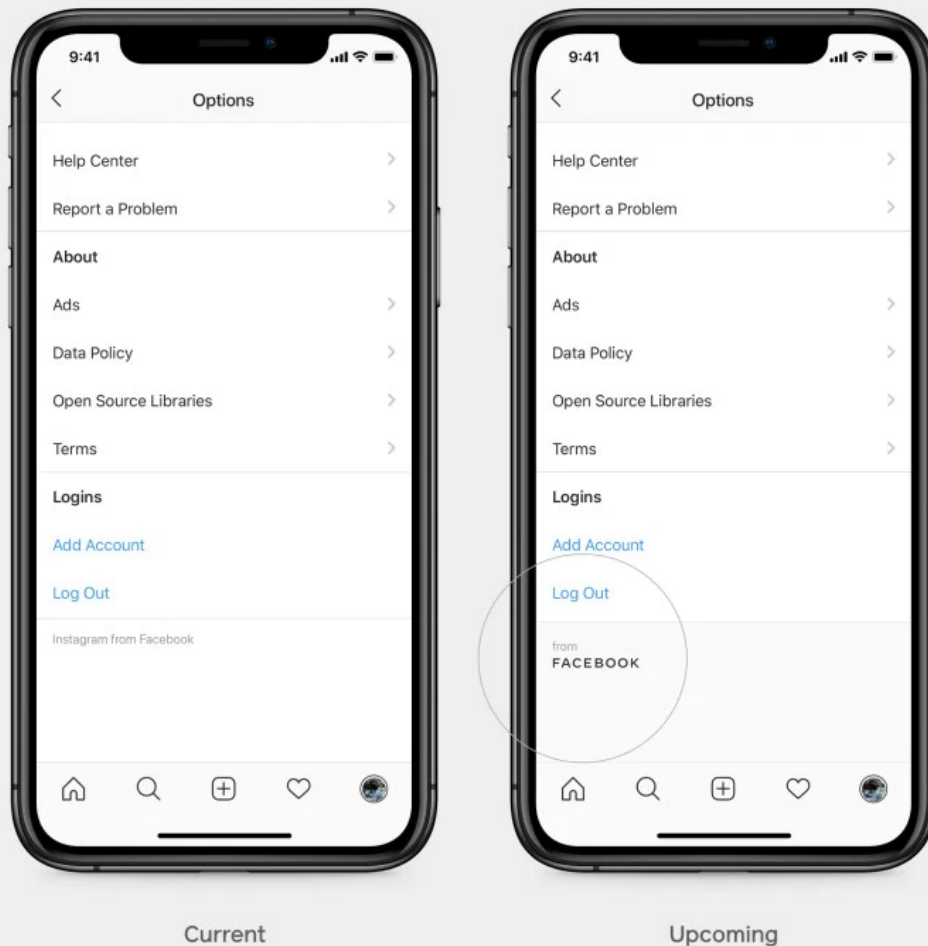 9:41
Options
Help Center
Report a Problem
About
Ads
Data Policy
Open Source Libraries
Terms
Logins
Add Account
Log Out
Instagram from Facebook
Current
9:41
Options
Help Center
Report a Problem
About
Ads
Data Policy
Open Source Libraries
Terms
Logins
Add Account
Log Out
from
FACEBOOK
Upcoming